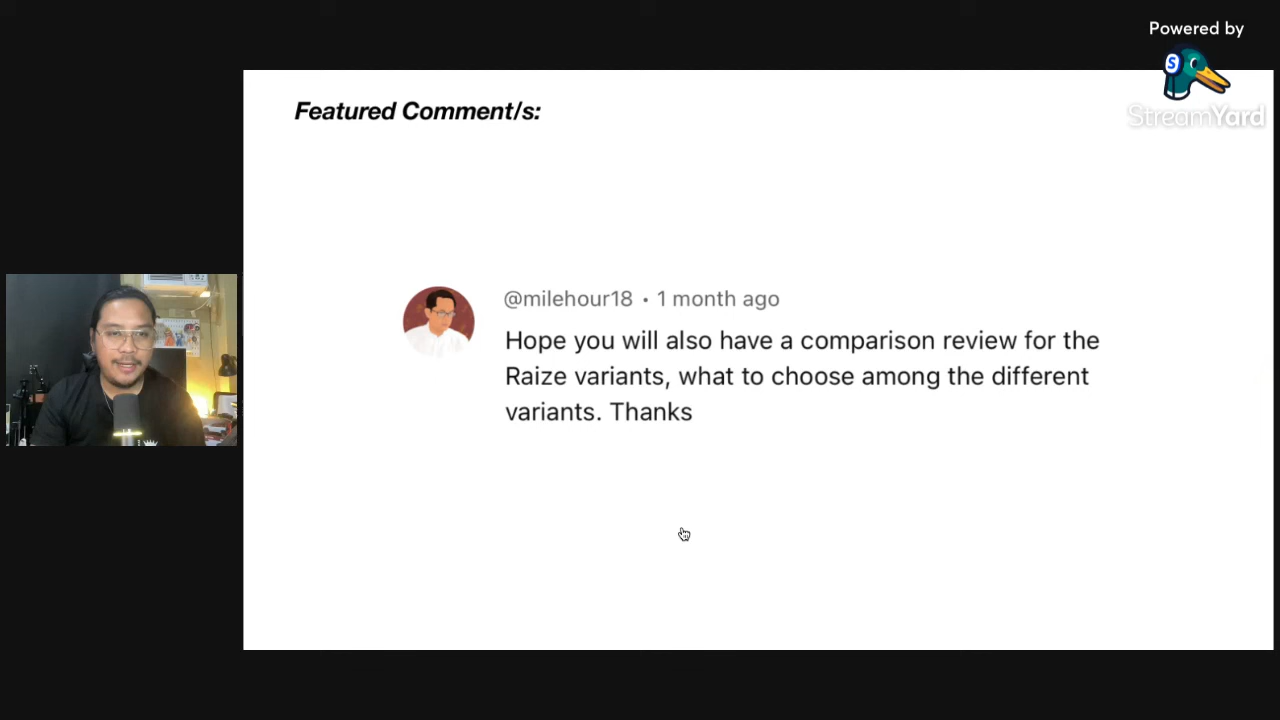 Powered by
StreamYard
Featured Comment/s:
@milehour18 • 1 month ago
Hope you will also have a comparison review for the
Raize variants, what to choose among the different
variants. Thanks